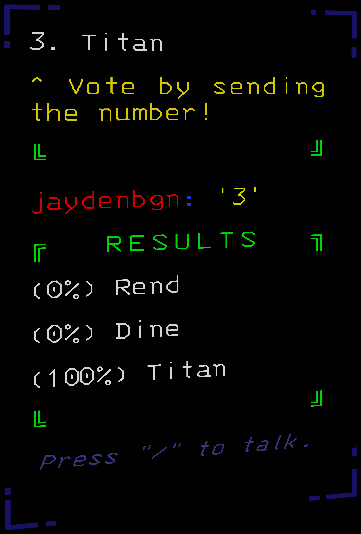 3. Titan
^ Vote by sending
the number!
╚ ╝
jaydenbgn: '3'
╔ RESULTS ╗
(0%) Rend
(0%) Dine
(100%) Titan
╚ ╝
Press "/" to talk.